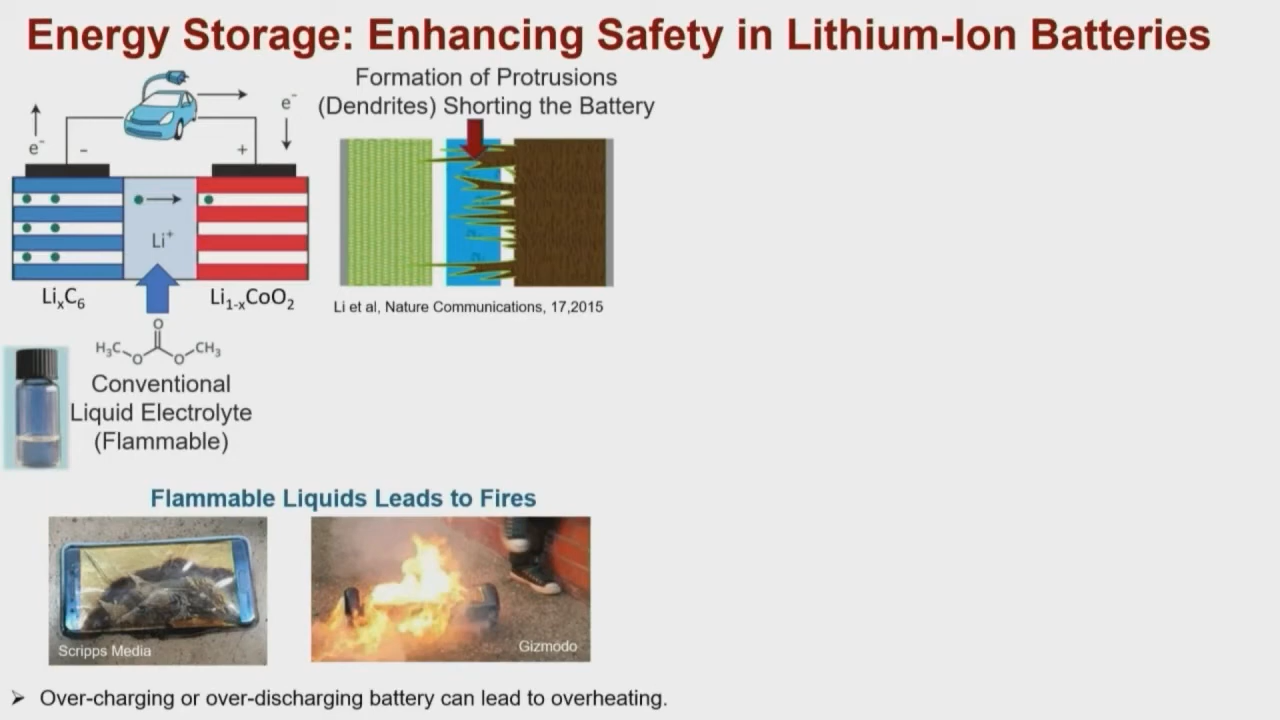 Energy Storage: Enhancing Safety in Lithium-Ion Batteries
Formation of Protrusions
(Dendrites) Shorting the Battery
e⁻
e⁻
–
+
Li⁺
LiₓC₆
Li₁₋ₓCoO₂
Li et al, Nature Communications, 17,2015
O
H₃C
O
O
CH₃
Conventional
Liquid Electrolyte
(Flammable)
Flammable Liquids Leads to Fires
Scripps Media
Gizmodo
➢ Over-charging or over-discharging battery can lead to overheating.